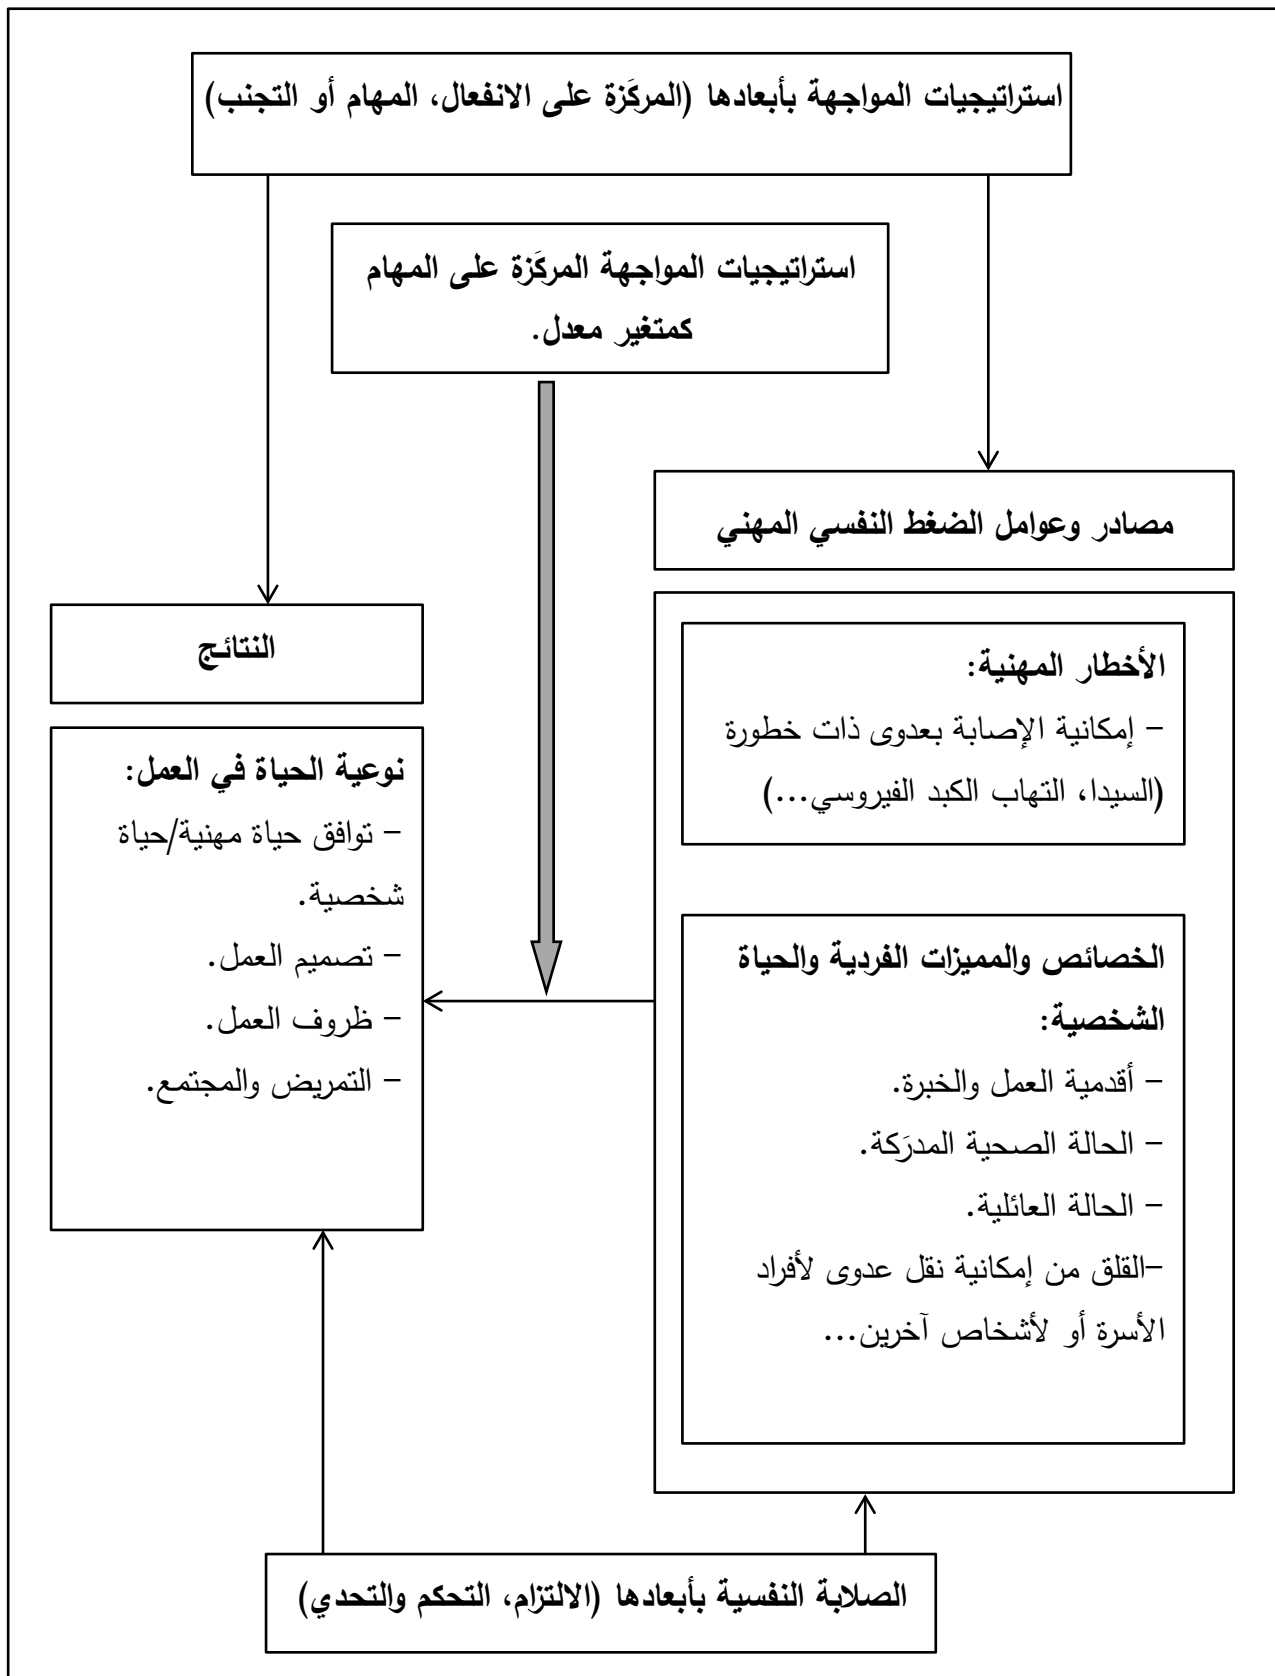 استراتيجيات المواجهة بأبعادها (المركَزة على الانفعال، المهام أو التجنب)
استراتيجيات المواجهة المركَزة على المهام
كمتغير معدل.
مصادر وعوامل الضغط النفسي المهني
الأخطار المهنية:
- إمكانية الإصابة بعدوى ذات خطورة
(السيدا، التهاب الكبد الفيروسي...)
الخصائص والمميزات الفردية والحياة
الشخصية:
- أقدمية العمل والخبرة.
- الحالة الصحية المدرَكة.
- الحالة العائلية.
-القلق من إمكانية نقل عدوى لأفراد
الأسرة أو لأشخاص آخرين...
النتائج
نوعية الحياة في العمل:
- توافق حياة مهنية/حياة
شخصية.
- تصميم العمل.
- ظروف العمل.
- التمريض والمجتمع.
الصلابة النفسية بأبعادها (الالتزام، التحكم والتحدي)